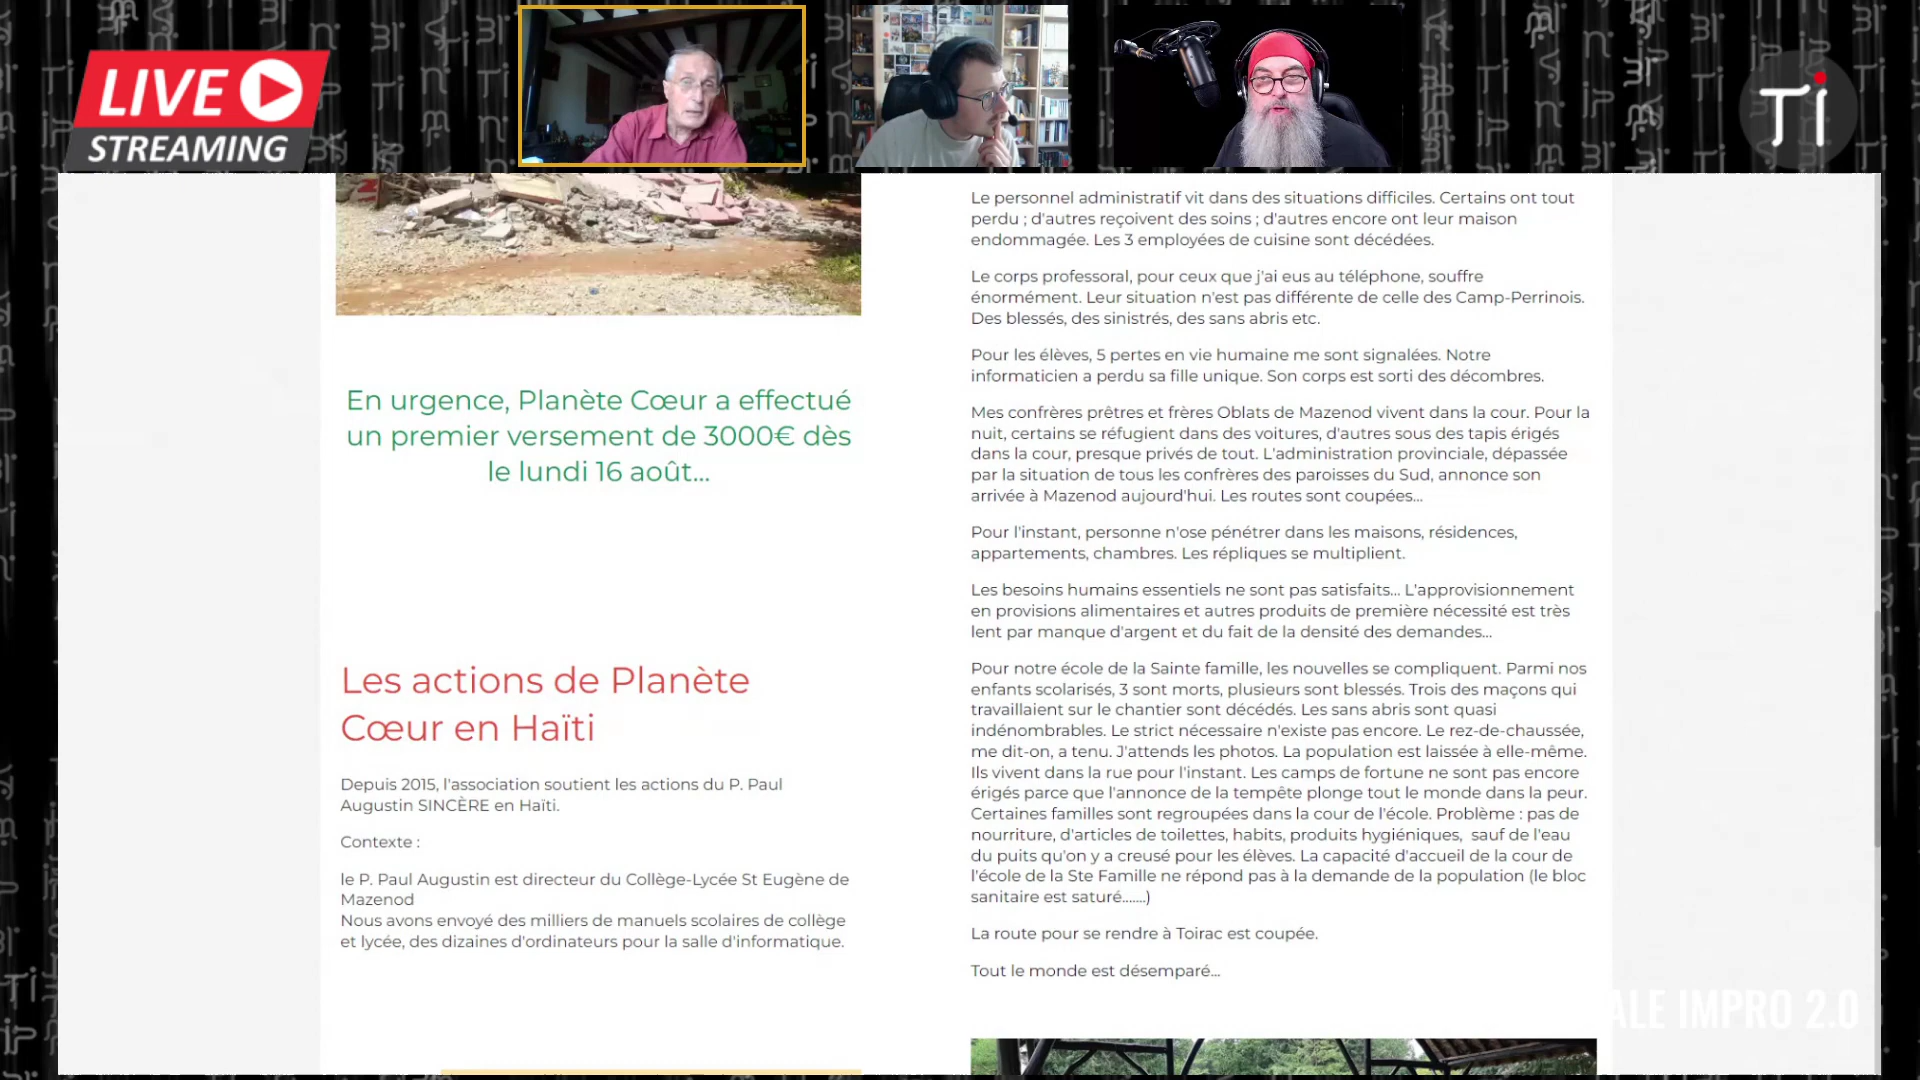 LIVE
STREAMING
Ti
En urgence, Planète Cœur a effectué
un premier versement de 3000€ dès
le lundi 16 août...
Les actions de Planète
Cœur en Haïti
Depuis 2015, l'association soutient les actions du P. Paul
Augustin SINCÈRE en Haïti.
Contexte :
le P. Paul Augustin est directeur du Collège-Lycée St Eugène de
Mazenod
Nous avons envoyé des milliers de manuels scolaires de collège
et lycée, des dizaines d'ordinateurs pour la salle d'informatique.
Le personnel administratif vit dans des situations difficiles. Certains ont tout
perdu ; d'autres reçoivent des soins ; d'autres encore ont leur maison
endommagée. Les 3 employées de cuisine sont décédées.
Le corps professoral, pour ceux que j'ai eus au téléphone, souffre
énormément. Leur situation n'est pas différente de celle des Camp-Perrinois.
Des blessés, des sinistrés, des sans abris etc.
Pour les élèves, 5 pertes en vie humaine me sont signalées. Notre
informaticien a perdu sa fille unique. Son corps est sorti des décombres.
Mes confrères prêtres et frères Oblats de Mazenod vivent dans la cour. Pour la
nuit, certains se réfugient dans des voitures, d'autres sous des tapis érigés
dans la cour, presque privés de tout. L'administration provinciale, dépassée
par la situation de tous les confrères des paroisses du Sud, annonce son
arrivée à Mazenod aujourd'hui. Les routes sont coupées...
Pour l'instant, personne n'ose pénétrer dans les maisons, résidences,
appartements, chambres. Les répliques se multiplient.
Les besoins humains essentiels ne sont pas satisfaits... L'approvisionnement
en provisions alimentaires et autres produits de première nécessité est très
lent par manque d'argent et du fait de la densité des demandes...
Pour notre école de la Sainte famille, les nouvelles se compliquent. Parmi nos
enfants scolarisés, 3 sont morts, plusieurs sont blessés. Trois des maçons qui
travaillaient sur le chantier sont décédés. Les sans abris sont quasi
indénombrables. Le strict nécessaire n'existe pas encore. Le rez-de-chaussée,
me dit-on, a tenu. J'attends les photos. La population est laissée à elle-même.
Ils vivent dans la rue pour l'instant. Les camps de fortune ne sont pas encore
érigés parce que l'annonce de la tempête plonge tout le monde dans la peur.
Certaines familles sont regroupées dans la cour de l'école. Problème : pas de
nourriture, d'articles de toilettes, habits, produits hygiéniques,  sauf de l'eau
du puits qu'on y a creusé pour les élèves. La capacité d'accueil de la cour de
l'école de la Ste Famille ne répond pas à la demande de la population (le bloc
sanitaire est saturé.......)
La route pour se rendre à Toirac est coupée.
Tout le monde est désemparé...
ALE IMPRO 2.0